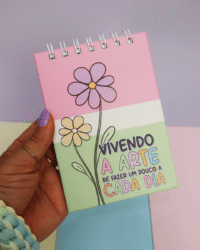 VIVENDO
A ARTE
DE FAZER UM POUCO A
CADA DIA